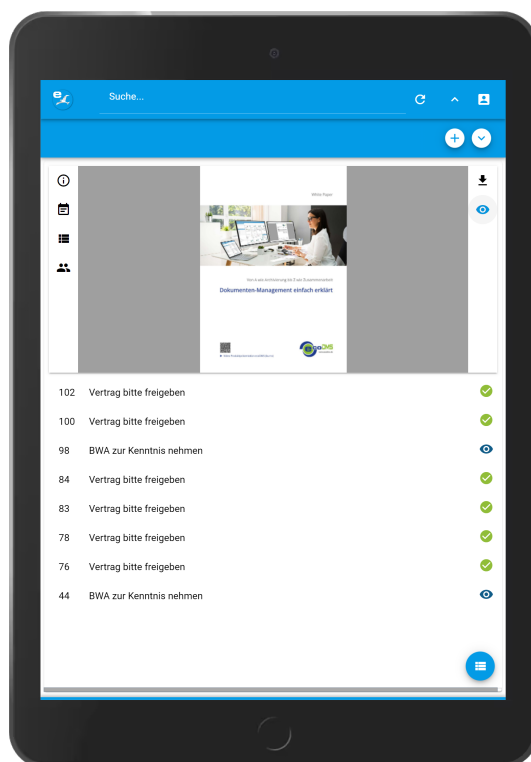 Suche...
White Paper
Dokumenten-Management einfach erklärt
102 Vertrag bitte freigeben
100 Vertrag bitte freigeben
98 BWA zur Kenntnis nehmen
84 Vertrag bitte freigeben
83 Vertrag bitte freigeben
78 Vertrag bitte freigeben
76 Vertrag bitte freigeben
44 BWA zur Kenntnis nehmen